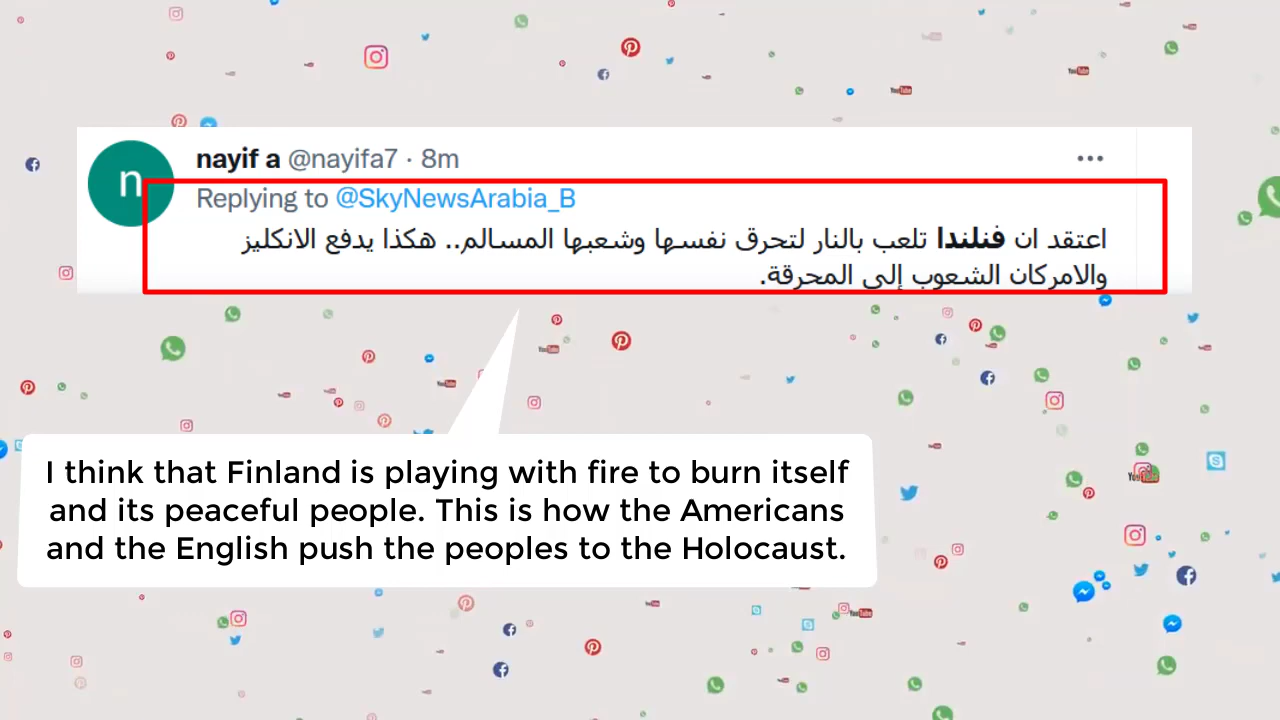 nayif a @nayifa7 · 8m
Replying to @SkyNewsArabia_B
اعتقد ان فنلندا تلعب بالنار لتحرق نفسها وشعبها المسالم.. هكذا يدفع الانكليز
والامركان الشعوب إلى المحرقة.
I think that Finland is playing with fire to burn itself
and its peaceful people. This is how the Americans
and the English push the peoples to the Holocaust.